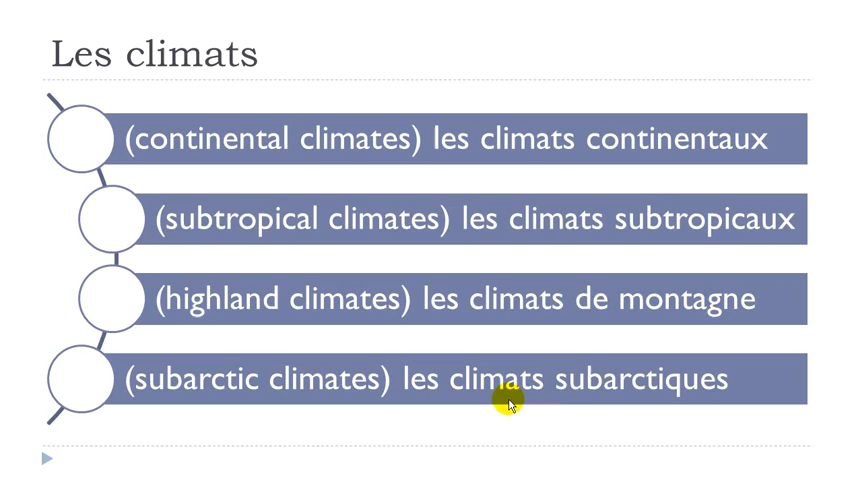 Les climats
(continental climates) les climats continentaux
(subtropical climates) les climats subtropicaux
(highland climates) les climats de montagne
(subarctic climates) les climats subarctiques